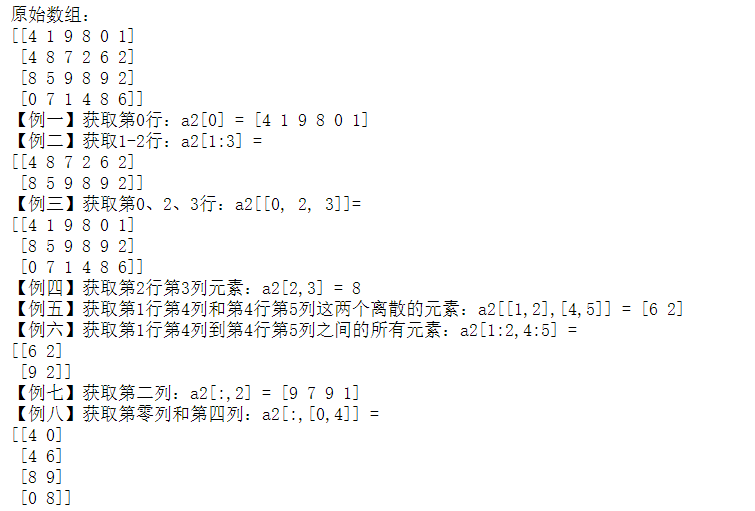 原始数组：
[[4 1 9 8 0 1]
 [4 8 7 2 6 2]
 [8 5 9 8 9 2]
 [0 7 1 4 8 6]]
【例一】获取第0行：a2[0] = [4 1 9 8 0 1]
【例二】获取1-2行：a2[1:3] =
[[4 8 7 2 6 2]
 [8 5 9 8 9 2]]
【例三】获取第0、2、3行：a2[[0, 2, 3]]=
[[4 1 9 8 0 1]
 [8 5 9 8 9 2]
 [0 7 1 4 8 6]]
【例四】获取第2行第3列元素：a2[2,3] = 8
【例五】获取第1行第4列和第4行第5列这两个离散的元素：a2[[1,2],[4,5]] = [6 2]
【例六】获取第1行第4列到第4行第5列之间的所有元素：a2[1:2,4:5] =
[[6 2]
 [9 2]]
【例七】获取第二列：a2[:,2] = [9 7 9 1]
【例八】获取第零列和第四列：a2[:,[0,4]] =
[[4 0]
 [4 6]
 [8 9]
 [0 8]]